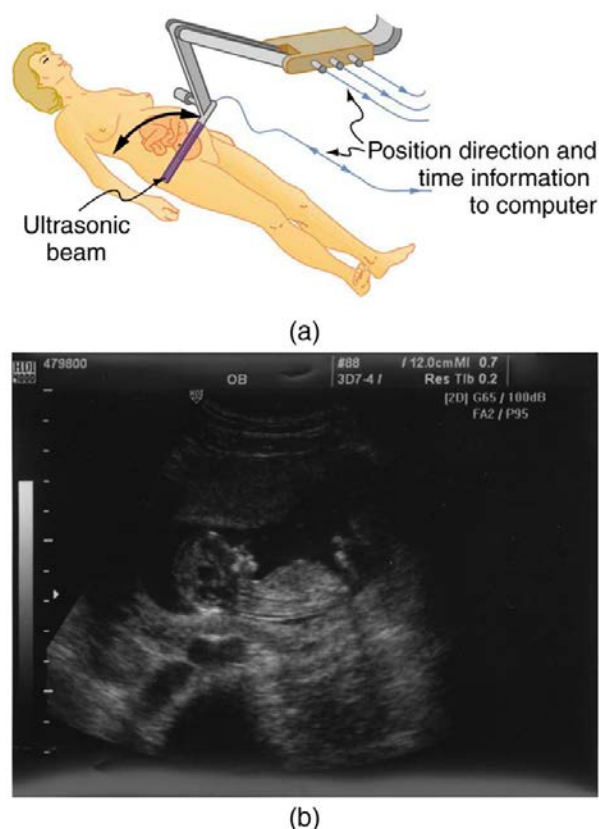 Position direction and
time information
to computer
Ultrasonic
beam
(a)
HDI
479800
#88 / 12.0cm MI 0.7
OB
3D7-4 / Res TIb 0.2
[2D] G65 / 100dB
FA2 / P95
(b)